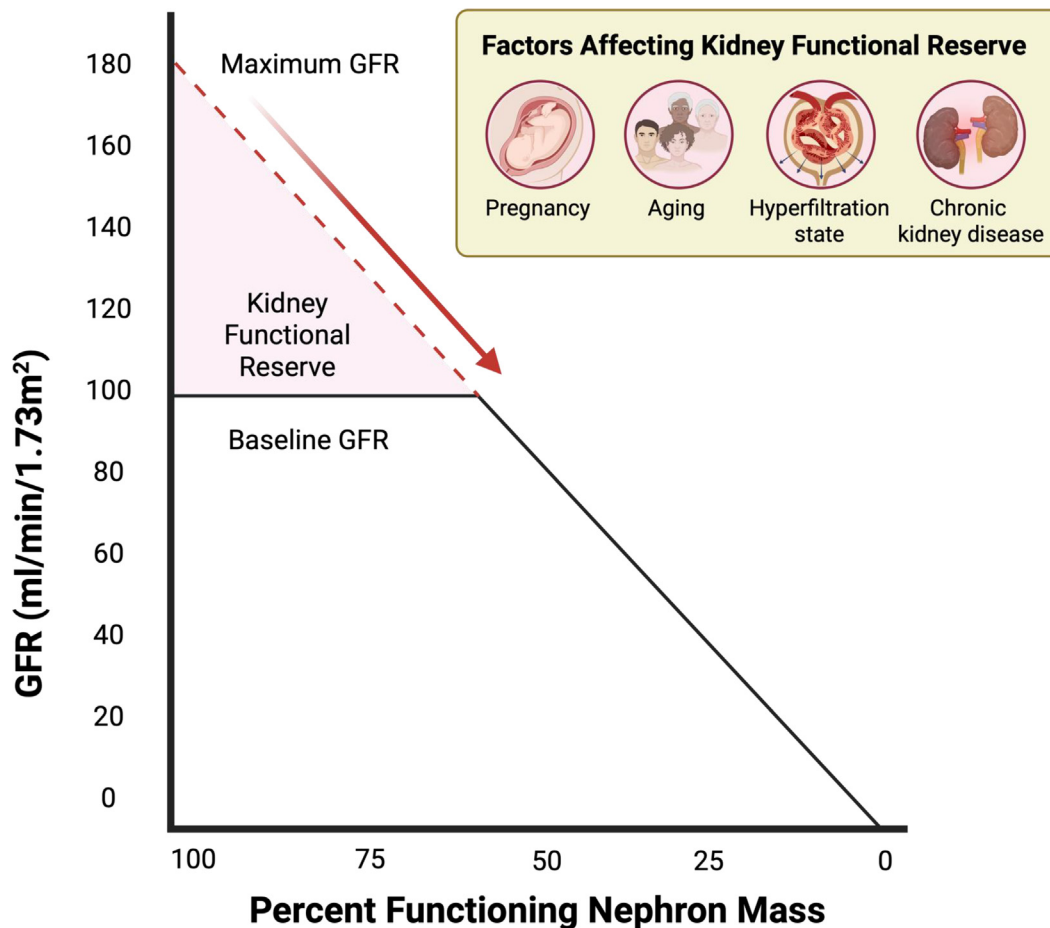 Factors Affecting Kidney Functional Reserve
Pregnancy
Aging
Hyperfiltration
state
Chronic
kidney disease
Maximum GFR
Kidney
Functional
Reserve
Baseline GFR
GFR (ml/min/1.73m²)
180
160
140
120
100
80
60
40
20
0
100 75 50 25 0
Percent Functioning Nephron Mass